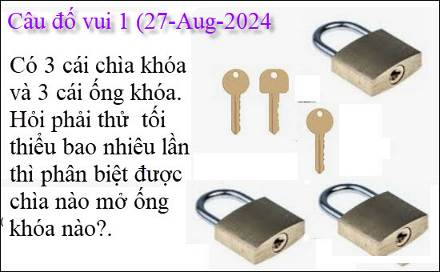 Câu đố vui 1 (27-Aug-2024
Có 3 cái chìa khóa
và 3 cái ống khóa.
Hỏi phải thử tối
thiểu bao nhiêu lần
thì phân biệt được
chìa nào mở ống
khóa nào?.